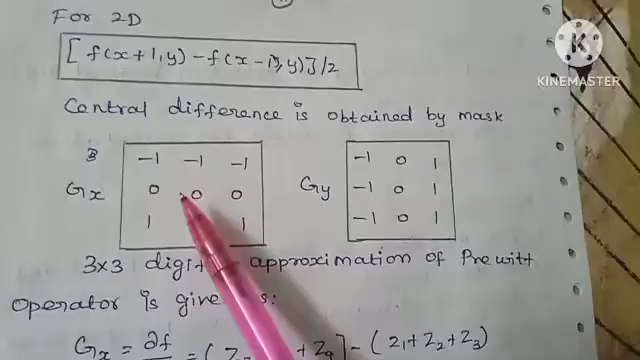 For 2D
[f(x+1,y) - f(x-1,y)]/2
KINEMASTER
Central difference is obtained by mask
-1 -1 -1 -1 0 1
Gx 0 0 0 Gy -1 0 1
1 1 -1 0 1
3x3 digit approximation of Prewitt
operator is give s:
Gx = ∂f = (Z + Z9] - (Z1+Z2+Z3)